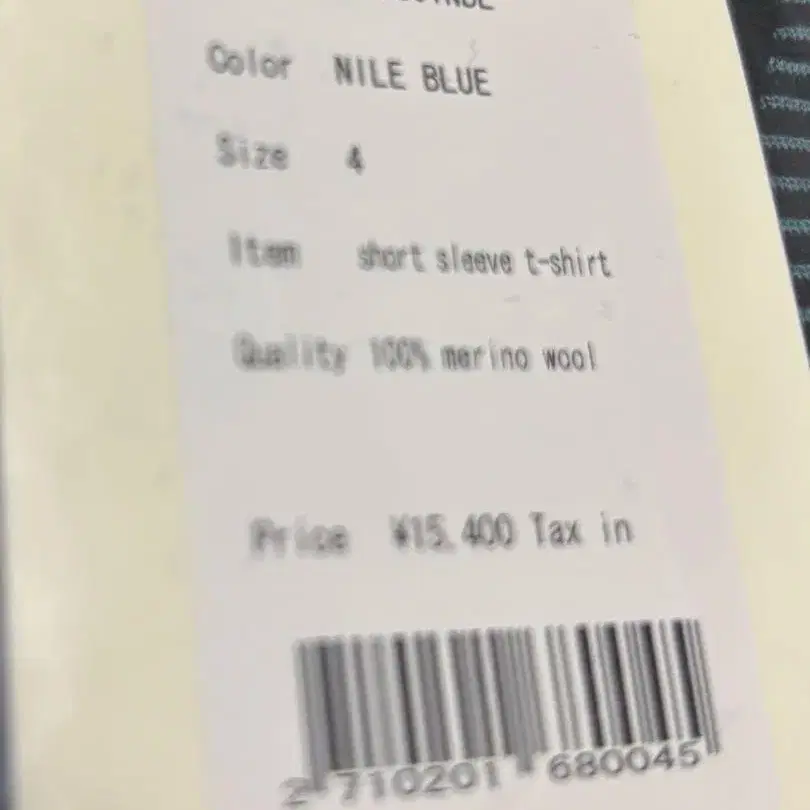 Color NILE BLUE
Size 4
Item short sleeve t-shirt
Quality 100% merino wool
Price ¥15,400 Tax in
2 710201 680045